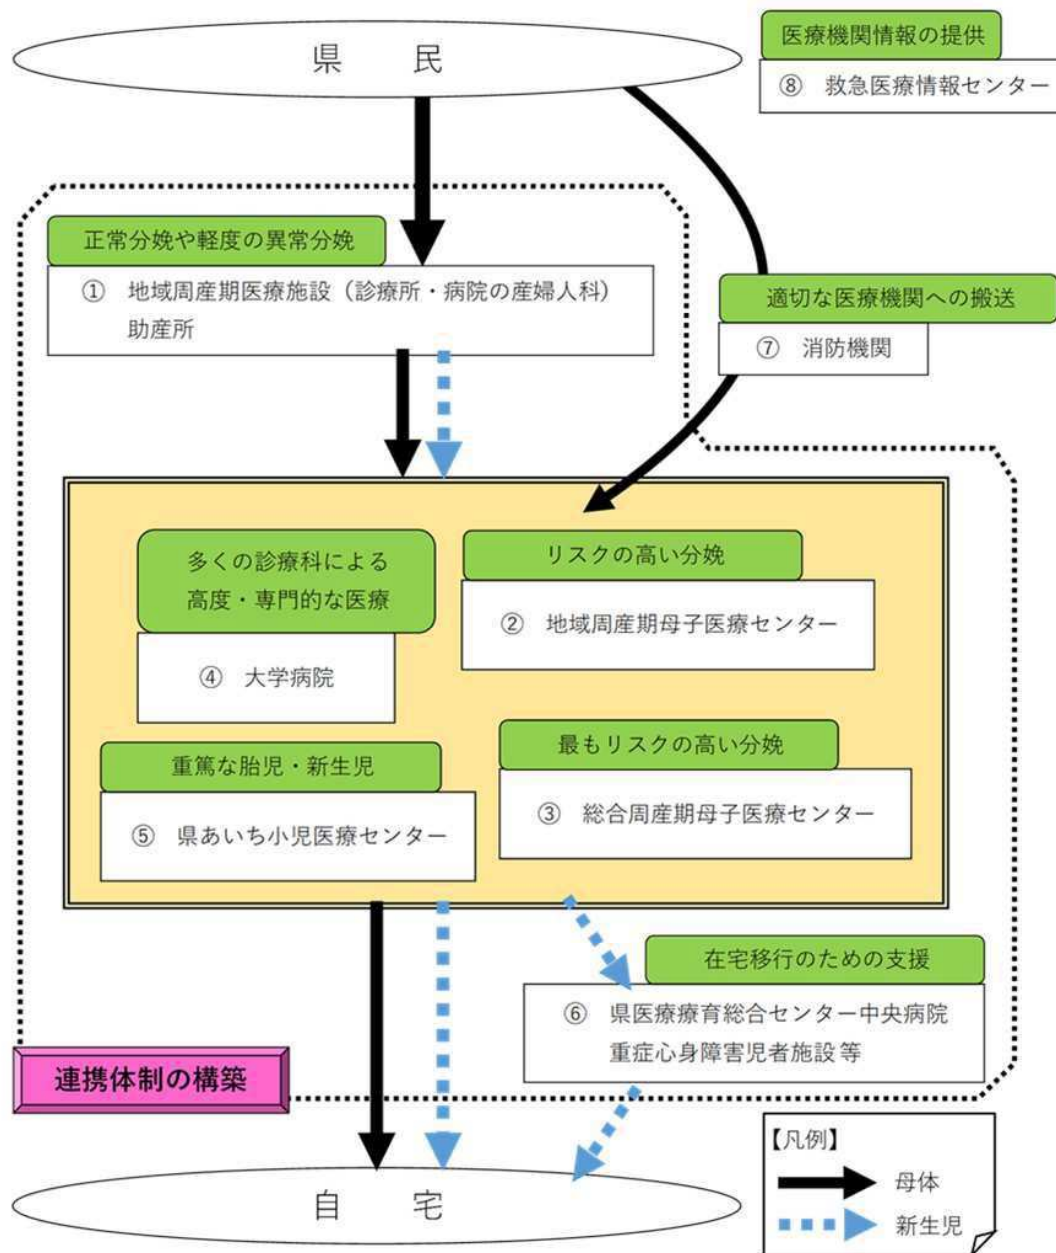 県　民
医療機関情報の提供
⑧　救急医療情報センター
正常分娩や軽度の異常分娩
①　地域周産期医療施設（診療所・病院の産婦人科）
助産所
適切な医療機関への搬送
⑦　消防機関
多くの診療科による
高度・専門的な医療
④　大学病院
リスクの高い分娩
②　地域周産期母子医療センター
重篤な胎児・新生児
⑤　県あいち小児医療センター
最もリスクの高い分娩
③　総合周産期母子医療センター
在宅移行のための支援
⑥　県医療療育総合センター中央病院
重症心身障害児者施設等
連携体制の構築
自　宅
【凡例】
母体
新生児